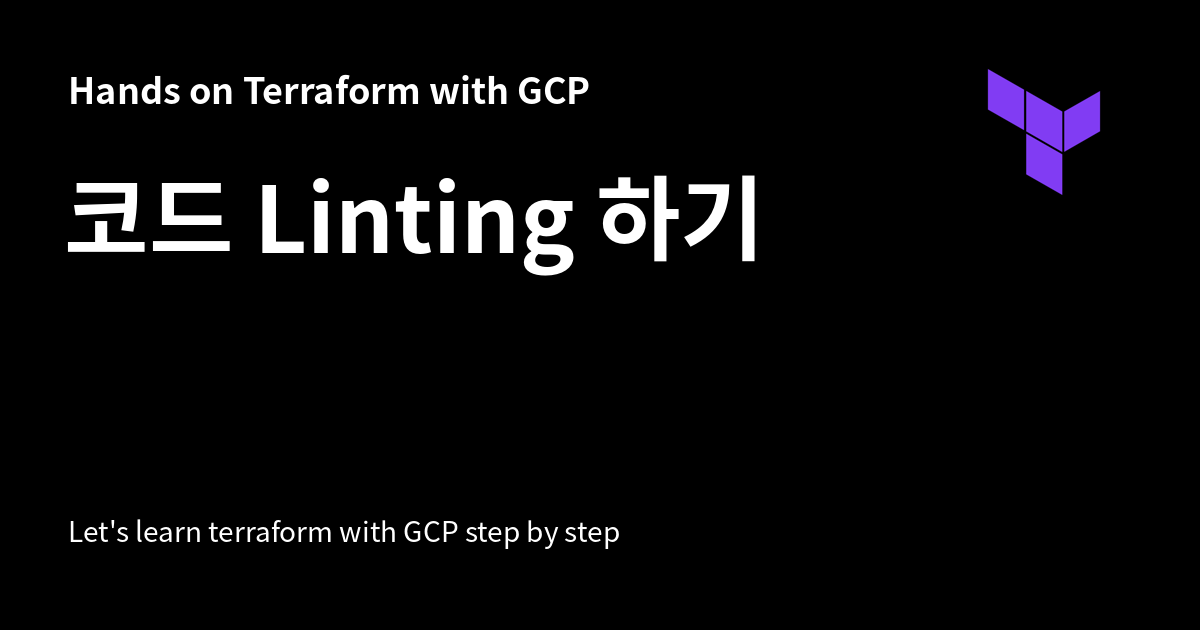 Hands on Terraform with GCP
코드 Linting 하기
Let's learn terraform with GCP step by step